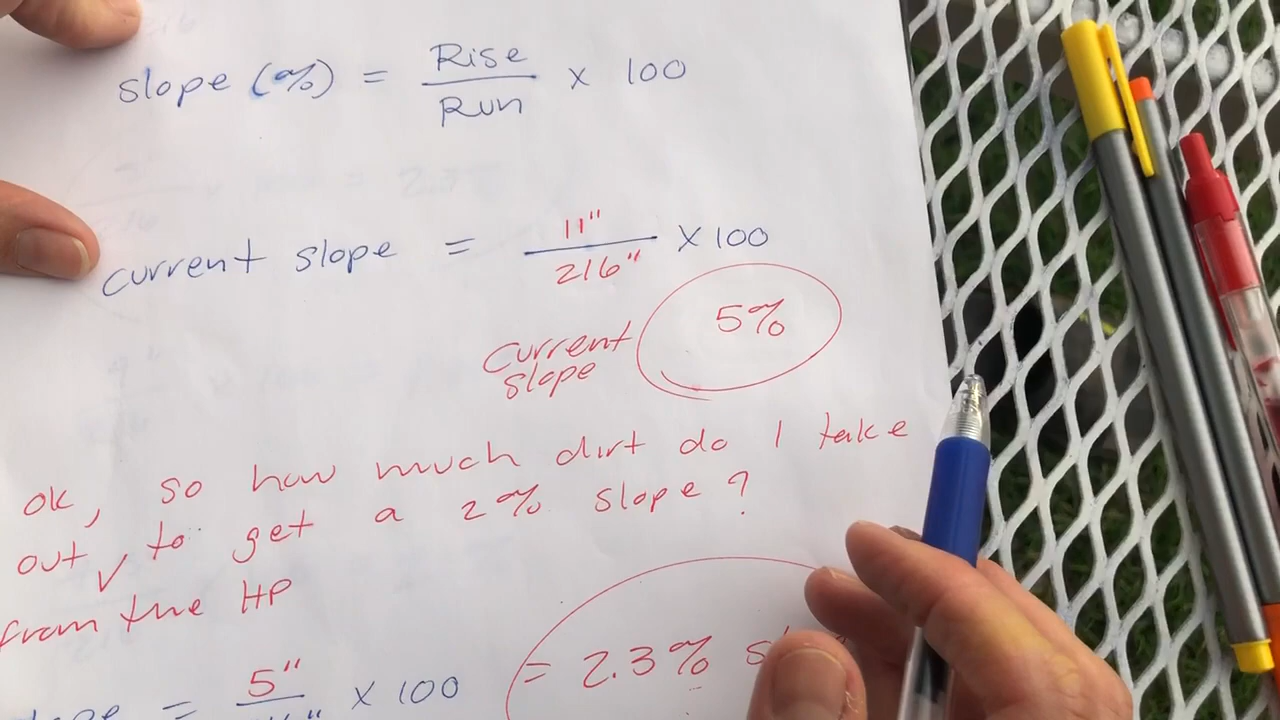 slope (%) = Rise / Run x 100
current slope = 11" / 216" x 100
current slope 5%
ok, so how much dirt do I take
out, to get a 2% slope?
from the HP
= 5" x 100 = 2.3%